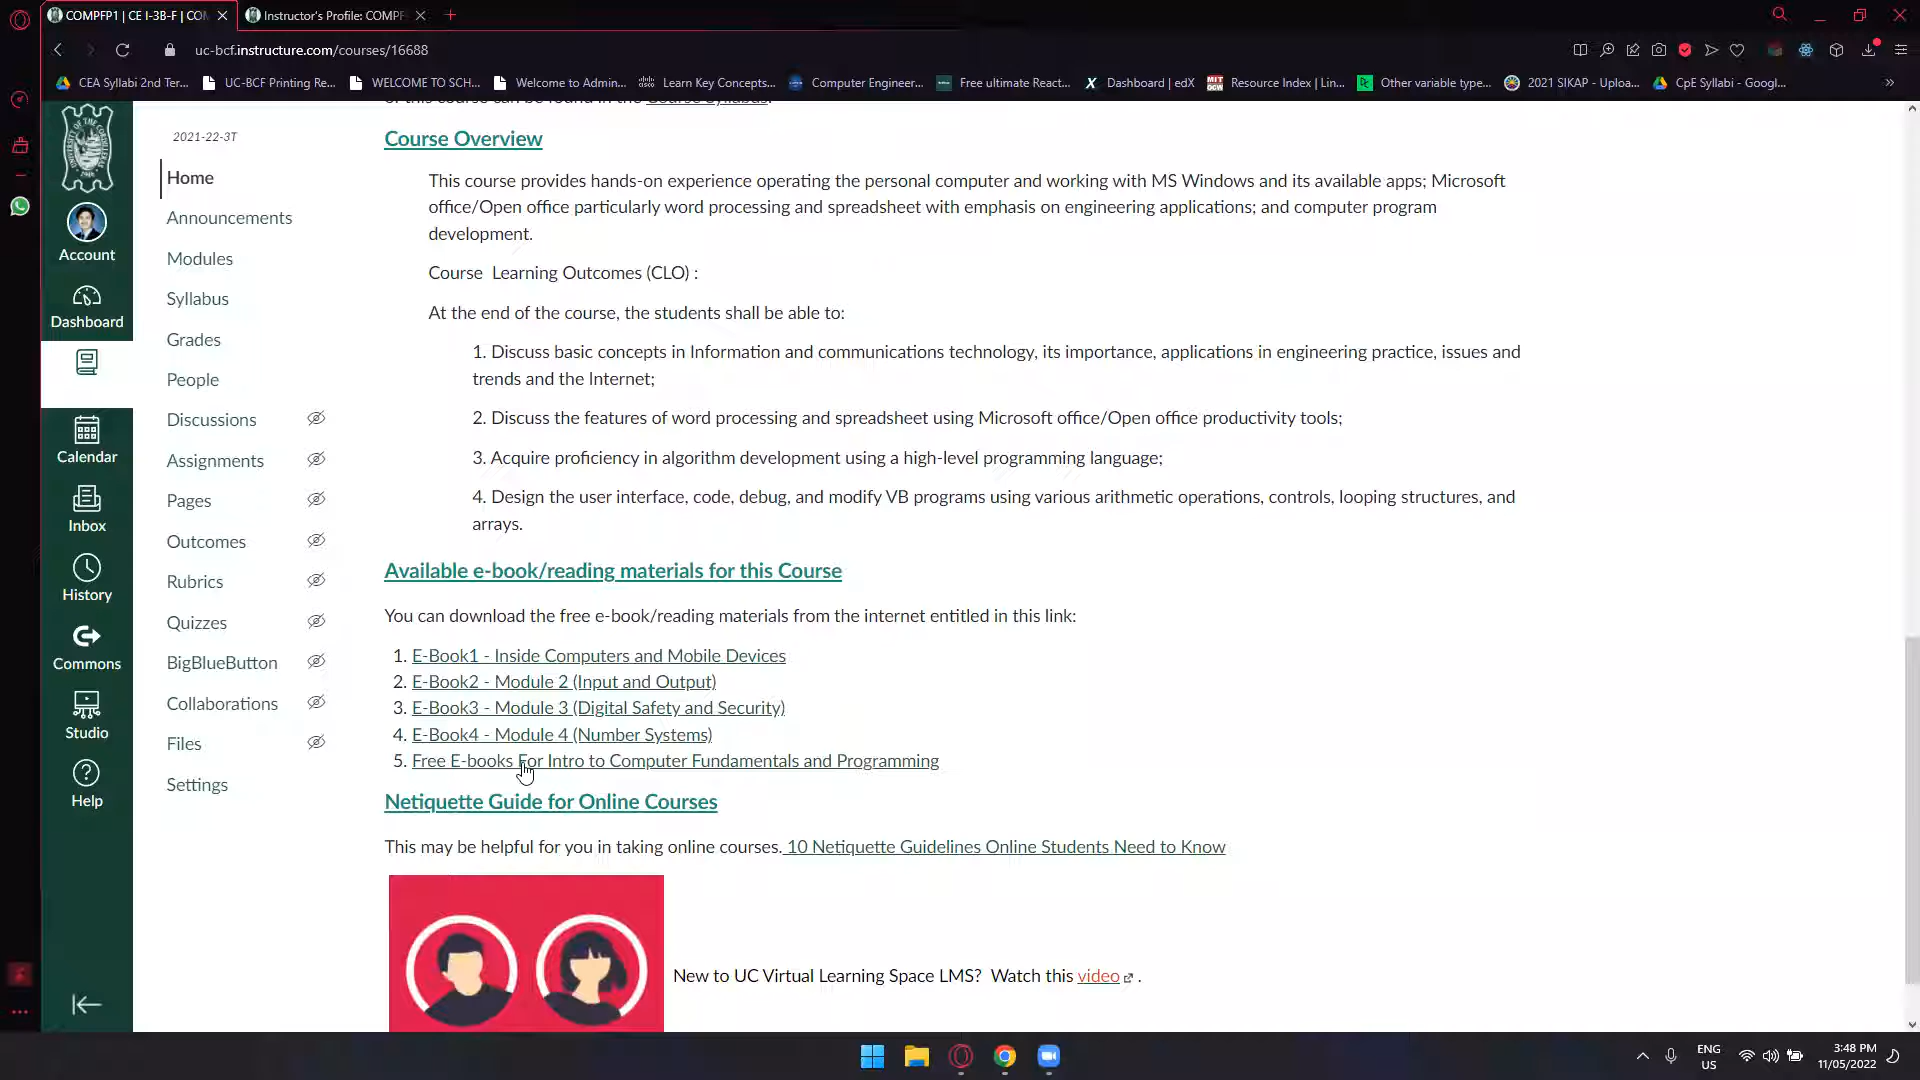 COMPFP1 | CE I-3B-F | COM
Instructor's Profile: COMPF
uc-bcf.instructure.com/courses/16688
CEA Syllabi 2nd Ter...
UC-BCF Printing Re...
WELCOME TO SCH...
Welcome to Admin...
Learn Key Concepts...
Computer Engineer...
Free ultimate React...
Dashboard | edX
Resource Index | Lin...
Other variable type...
2021 SIKAP - Uploa...
CpE Syllabi - Googl...
of this course can be found in the Course Syllabus.
2021-22-3T
Home
Announcements
Modules
Syllabus
Grades
People
Discussions
Assignments
Pages
Outcomes
Rubrics
Quizzes
BigBlueButton
Collaborations
Files
Settings
Account
Dashboard
Calendar
Inbox
History
Commons
Studio
Help
Course Overview
This course provides hands-on experience operating the personal computer and working with MS Windows and its available apps; Microsoft
office/Open office particularly word processing and spreadsheet with emphasis on engineering applications; and computer program
development.
Course Learning Outcomes (CLO) :
At the end of the course, the students shall be able to:
1. Discuss basic concepts in Information and communications technology, its importance, applications in engineering practice, issues and
trends and the Internet;
2. Discuss the features of word processing and spreadsheet using Microsoft office/Open office productivity tools;
3. Acquire proficiency in algorithm development using a high-level programming language;
4. Design the user interface, code, debug, and modify VB programs using various arithmetic operations, controls, looping structures, and
arrays.
Available e-book/reading materials for this Course
You can download the free e-book/reading materials from the internet entitled in this link:
1. E-Book1 - Inside Computers and Mobile Devices
2. E-Book2 - Module 2 (Input and Output)
3. E-Book3 - Module 3 (Digital Safety and Security)
4. E-Book4 - Module 4 (Number Systems)
5. Free E-books For Intro to Computer Fundamentals and Programming
Netiquette Guide for Online Courses
This may be helpful for you in taking online courses. 10 Netiquette Guidelines Online Students Need to Know
New to UC Virtual Learning Space LMS? Watch this video .
ENG
US
3:48 PM
11/05/2022